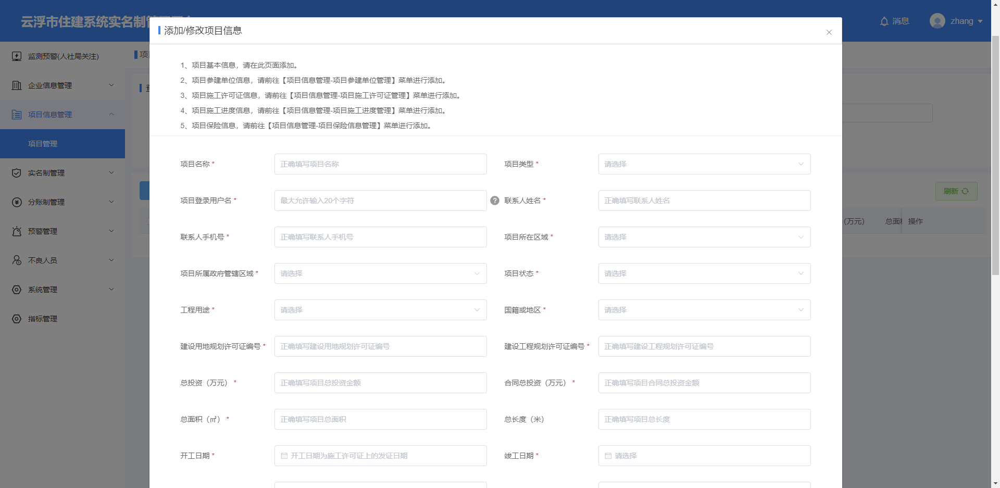 云浮市住建系统实名制管
消息
zhang
监测预警(人社局关注)
企业信息管理
项目信息管理
项目管理
实名制管理
分账制管理
预警管理
不良人员
系统管理
指标管理
项
添加/修改项目信息
1、项目基本信息，请在此页面添加。
2、项目参建单位信息，请前往【项目信息管理-项目参建单位管理】菜单进行添加。
3、项目施工许可证信息，请前往【项目信息管理-项目施工许可证管理】菜单进行添加。
4、项目施工进度信息，请前往【项目信息管理-项目施工进度管理】菜单进行添加。
5、项目保险信息，请前往【项目信息管理-项目保险信息管理】菜单进行添加。
项目名称 * 正确填写项目名称 项目类型 * 请选择
项目登录用户名 * 最大允许输入20个字符 ? 联系人姓名 * 正确填写联系人姓名
联系人手机号 * 正确填写联系人手机号 项目所在区域 * 请选择
项目所属政府管辖区域 * 请选择 项目状态 * 请选择
工程用途 * 请选择 国籍或地区 * 请选择
建设用地规划许可证编号 * 正确填写建设用地规划许可证编号 建设工程规划许可证编号 * 正确填写建设工程规划许可证编号
总投资（万元） * 正确填写项目总投资金额 合同总投资（万元） * 正确填写项目合同总投资金额
总面积（㎡） * 正确填写项目总面积 总长度（米） 正确填写项目总长度
开工日期 * 开工日期为施工许可证上的发证日期 竣工日期 * 请选择
刷新
（万元） 总面 操作